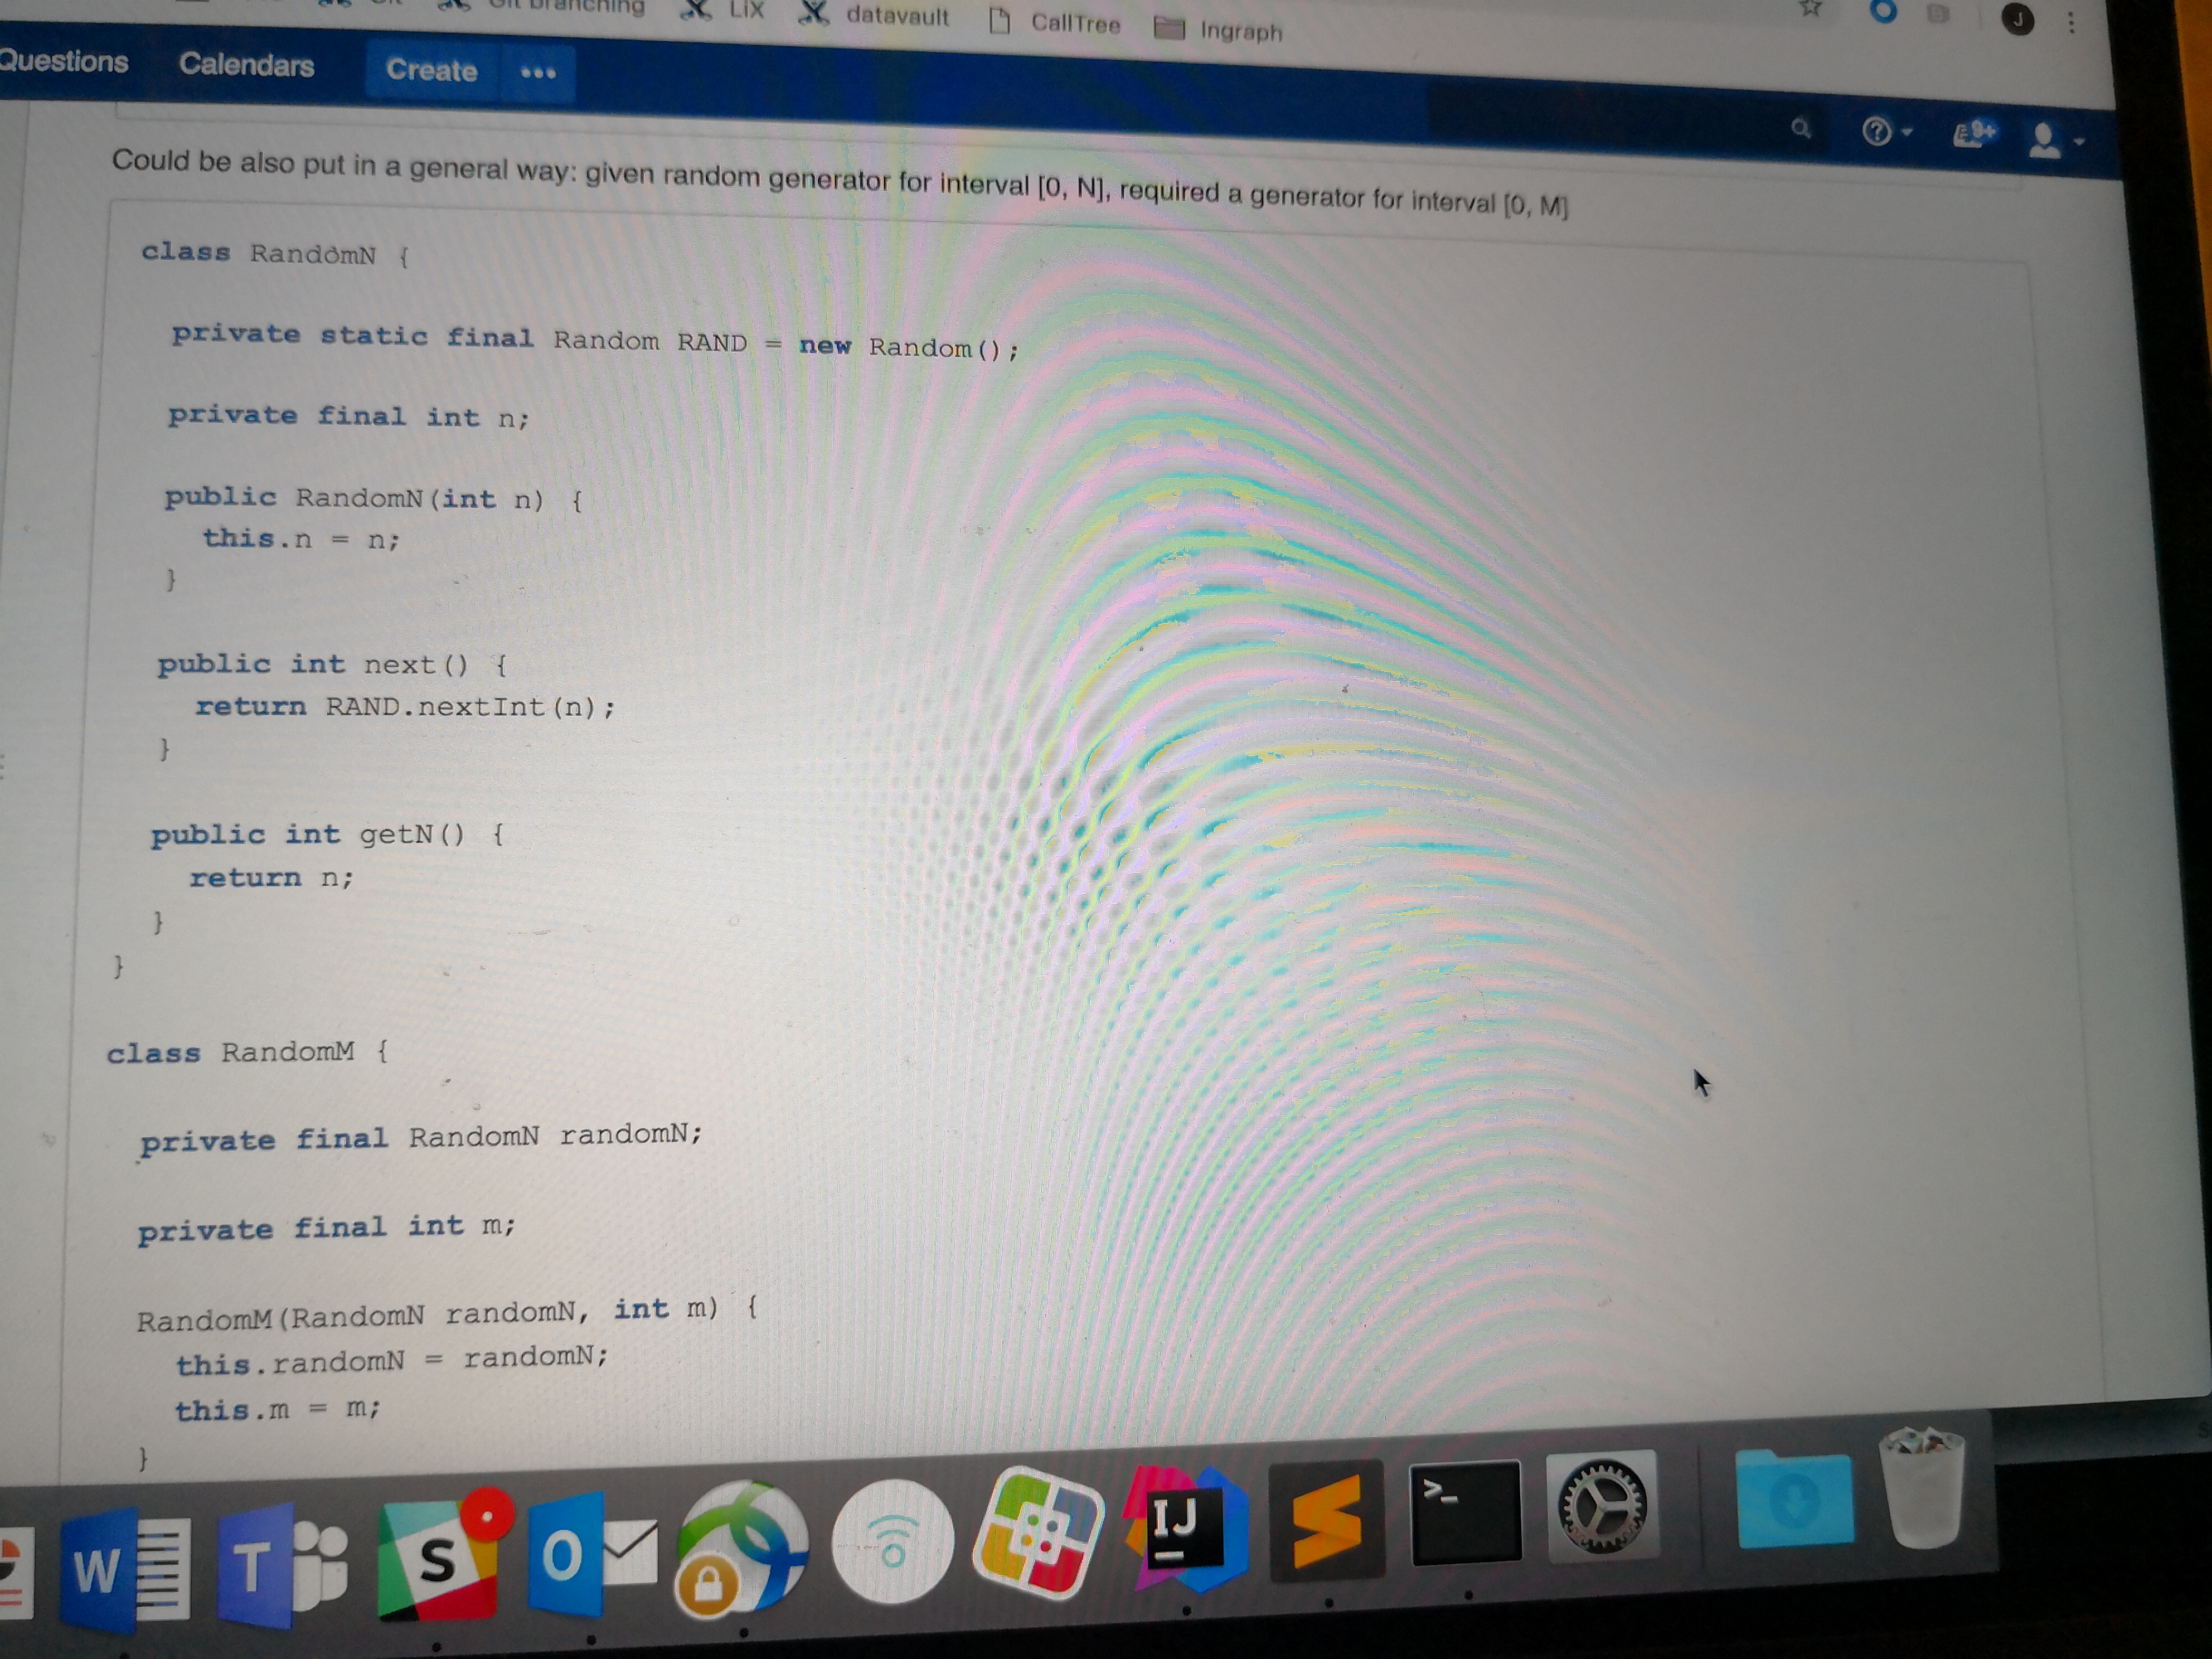 branching LiX datavault CallTree Ingraph J
Questions Calendars Create ••• ? 9+
Could be also put in a general way: given random generator for interval [0, N], required a generator for interval [0, M]
class RandomN {
private static final Random RAND = new Random();
private final int n;
public RandomN(int n) {
this.n = n;
}
public int next() {
return RAND.nextInt(n);
}
public int getN() {
return n;
}
}
class RandomM {
private final RandomN randomN;
private final int m;
RandomM(RandomN randomN, int m) {
this.randomN = randomN;
this.m = m;
}
W T S O IJ >_